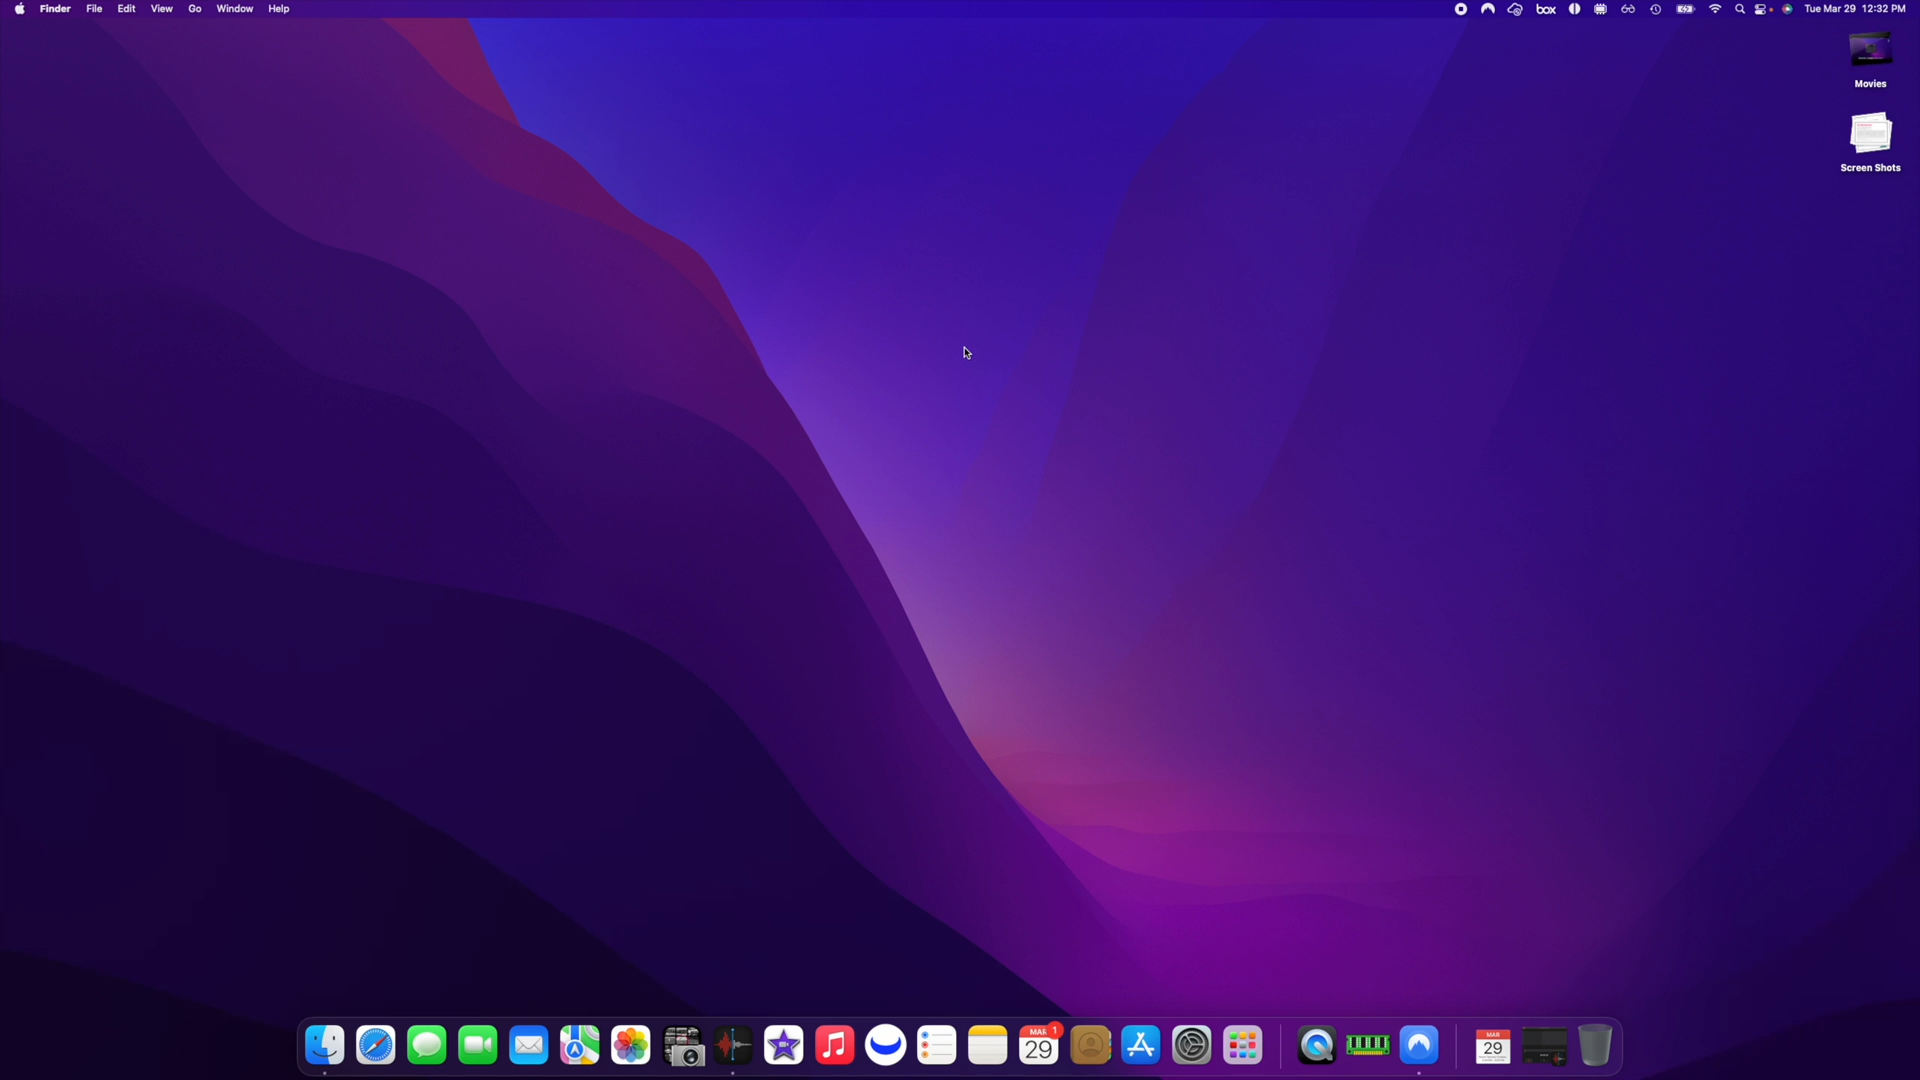 Finder File Edit View Go Window Help box Tue Mar 29 12:32 PM
Movies
Screen Shots
MAR 1
29
MAR
29